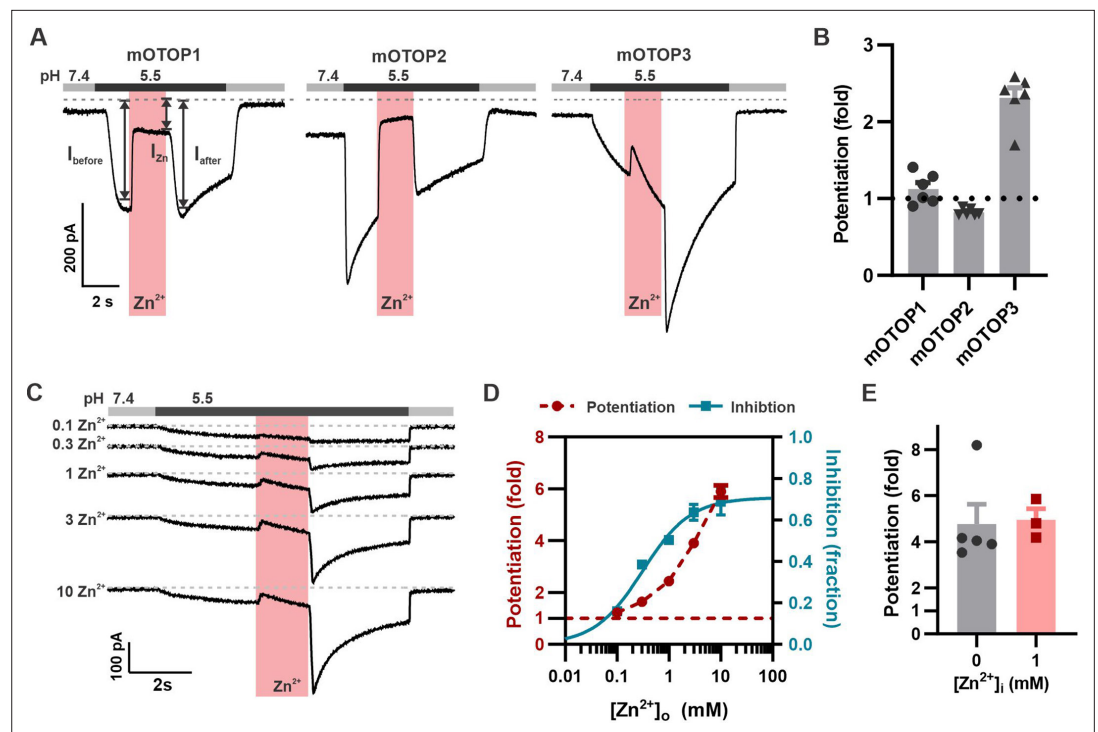 A
mOTOP1
mOTOP2
mOTOP3
pH 7.4 5.5
7.4 5.5
7.4 5.5
Ibefore
IZn
Iafter
200 pA
2 s
Zn2+
Zn2+
Zn2+
B
Potentiation (fold)
3
2
1
0
mOTOP1
mOTOP2
mOTOP3
C
pH 7.4 5.5
0.1 Zn2+
0.3 Zn2+
1 Zn2+
3 Zn2+
10 Zn2+
100 pA
2s
Zn2+
D
Potentiation
Inhibtion
Potentiation (fold)
8
6
4
2
1
0
Inhibition (fraction)
1.0
0.8
0.6
0.4
0.2
0.0
0.01 0.1 1 10 100
[Zn2+]o (mM)
E
Potentiation (fold)
8
6
4
2
1
0
0 1
[Zn2+]i (mM)